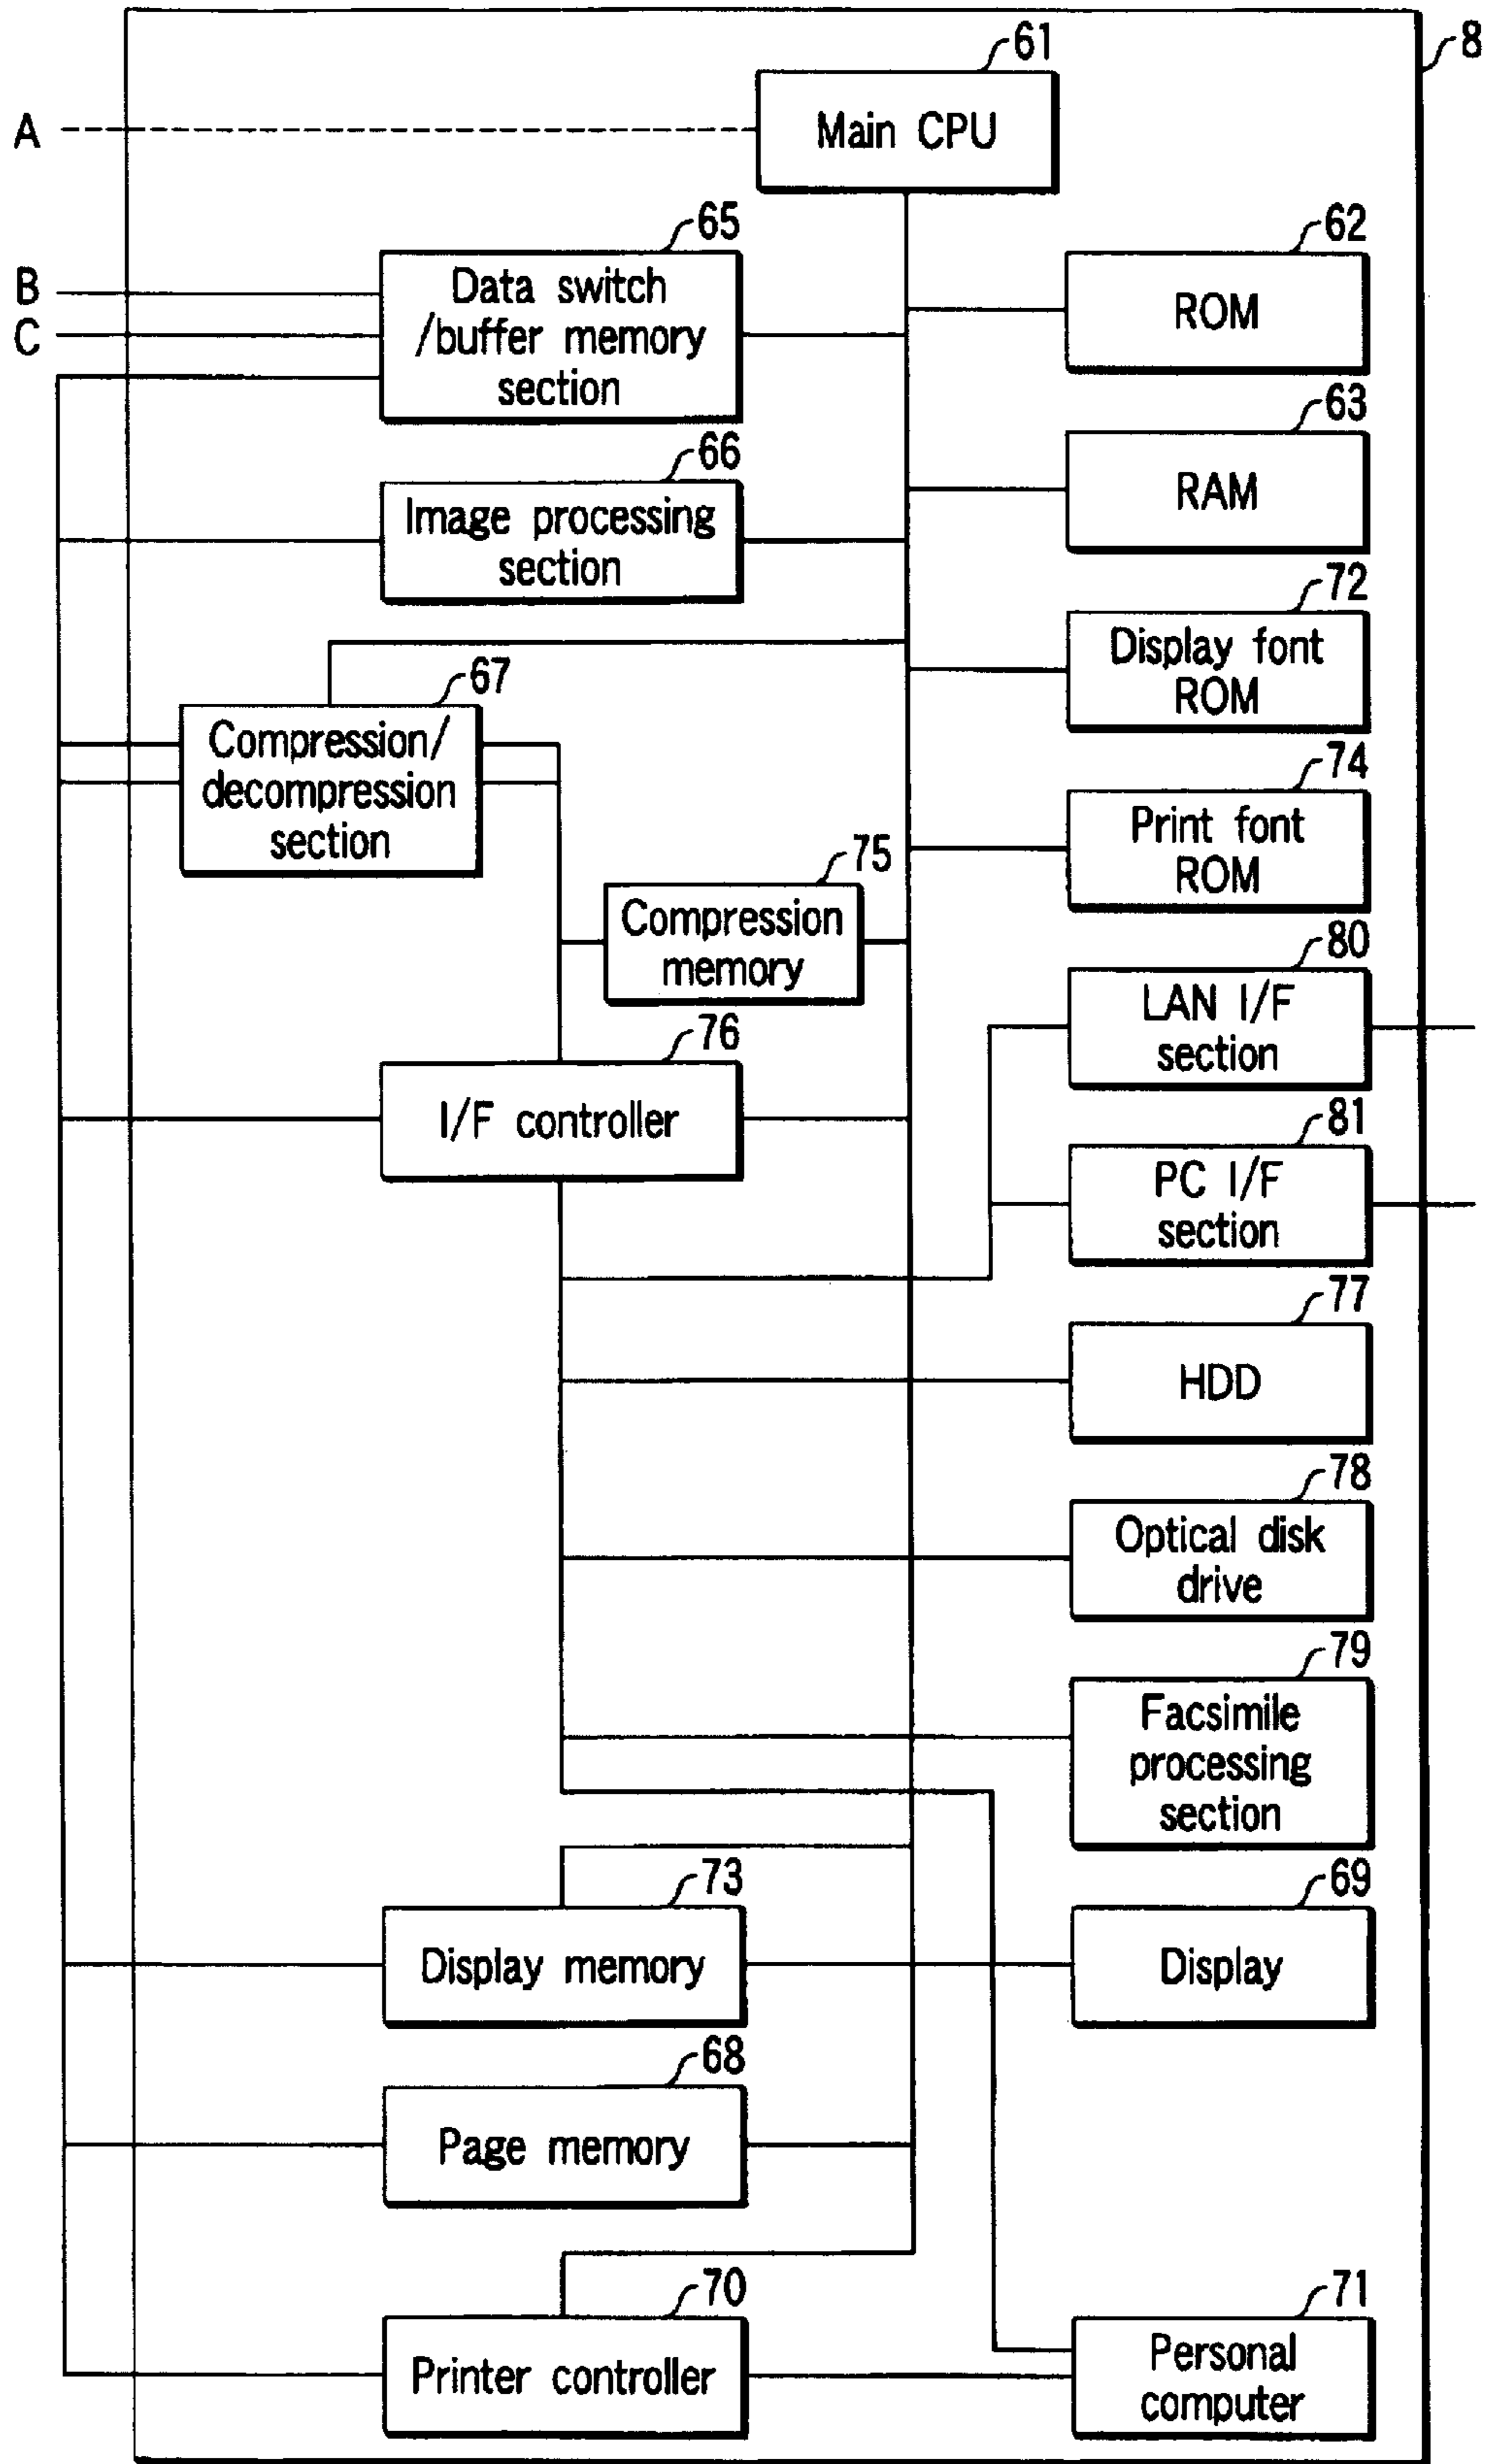 8
61
Main CPU
A
65
Data switch
/buffer memory
section
B
C
62
ROM
63
RAM
66
Image processing
section
72
Display font
ROM
67
Compression/
decompression
section
74
Print font
ROM
75
Compression
memory
80
LAN I/F
section
76
I/F controller
81
PC I/F
section
77
HDD
78
Optical disk
drive
79
Facsimile
processing
section
73
Display memory
69
Display
68
Page memory
70
Printer controller
71
Personal
computer